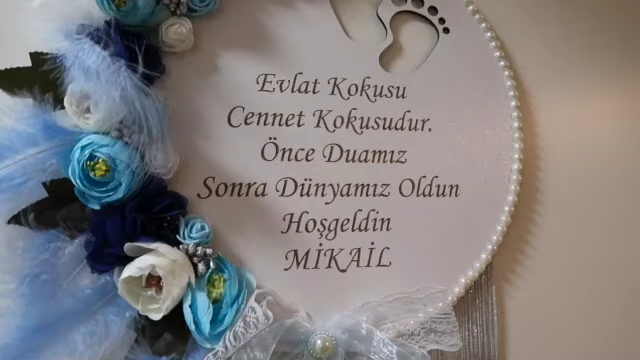 Evlat Kokusu
Cennet Kokusudur.
Önce Duamız
Sonra Dünyamız Oldun
Hoşgeldin
MİKAİL